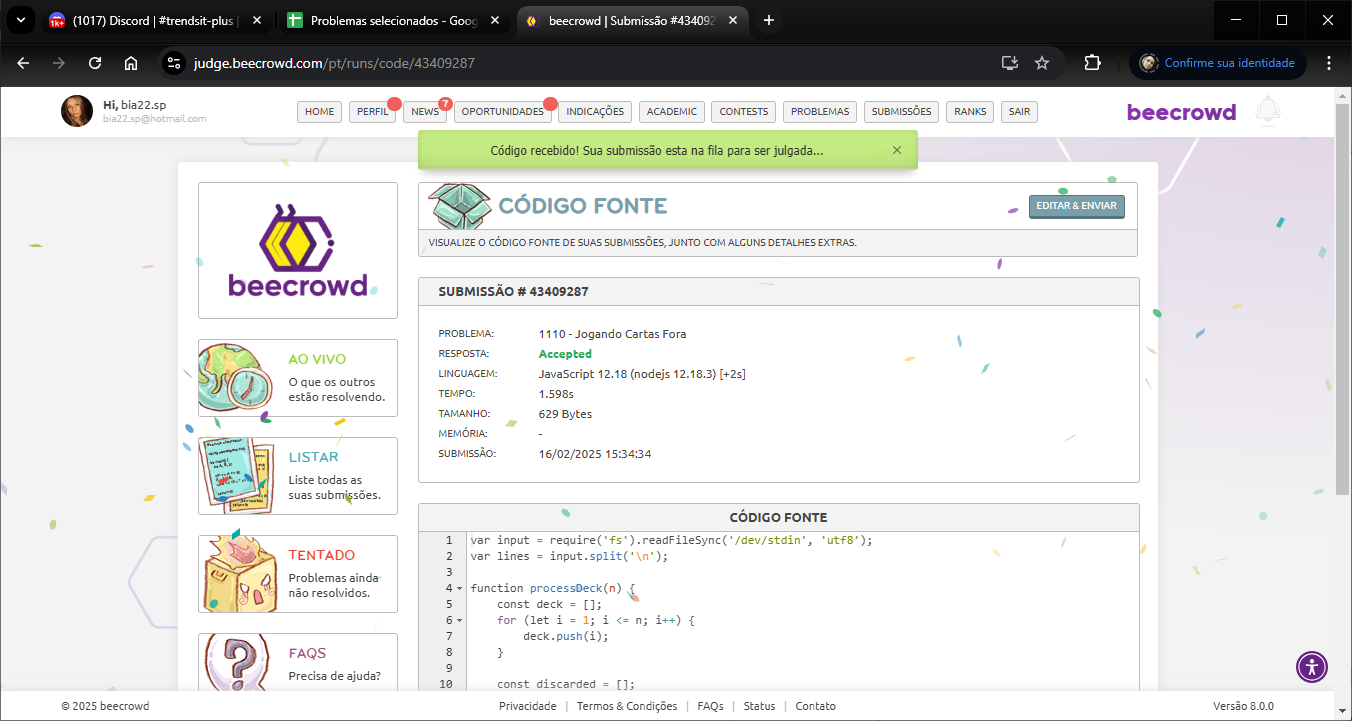 (1017) Discord | #trendsit-plus |
Problemas selecionados - Goog
beecrowd | Submissão #43409
judge.beecrowd.com/pt/runs/code/43409287
Confirme sua identidade
Hi, bia22.sp
bia22.sp@hotmail.com
HOME
PERFIL
NEWS
7
OPORTUNIDADES
INDICAÇÕES
ACADEMIC
CONTESTS
PROBLEMAS
SUBMISSÕES
RANKS
SAIR
beecrowd
Código recebido! Sua submissão esta na fila para ser julgada...
CÓDIGO FONTE
EDITAR & ENVIAR
VISUALIZE O CÓDIGO FONTE DE SUAS SUBMISSÕES, JUNTO COM ALGUNS DETALHES EXTRAS.
beecrowd
AO VIVO
O que os outros
estão resolvendo.
LISTAR
Liste todas as
suas submissões.
TENTADO
Problemas ainda
não resolvidos.
FAQS
Precisa de ajuda?
SUBMISSÃO # 43409287
PROBLEMA: 1110 - Jogando Cartas Fora
RESPOSTA: Accepted
LINGUAGEM: JavaScript 12.18 (nodejs 12.18.3) [+2s]
TEMPO: 1.598s
TAMANHO: 629 Bytes
MEMÓRIA: -
SUBMISSÃO: 16/02/2025 15:34:34
CÓDIGO FONTE
1 var input = require('fs').readFileSync('/dev/stdin', 'utf8');
2 var lines = input.split('\n');
3
4 function processDeck(n) {
5 const deck = [];
6 for (let i = 1; i <= n; i++) {
7 deck.push(i);
8 }
9
10 const discarded = [];
© 2025 beecrowd
Privacidade | Termos & Condições | FAQs | Status | Contato
Versão 8.0.0